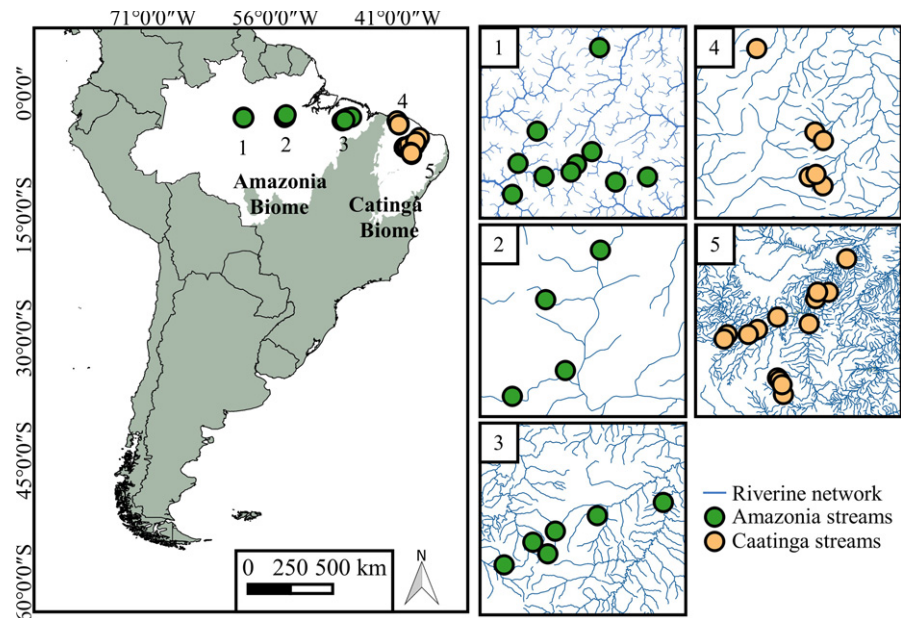 71°0′0″W 56°0′0″W 41°0′0″W
0°0′0″
15°0′0″S
30°0′0″S
45°0′0″S
60°0′0″S
1
2
3
4
5
Amazonia
Biome
Catinga
Biome
0 250 500 km
N
1
2
3
4
5
Riverine network
Amazonia streams
Caatinga streams